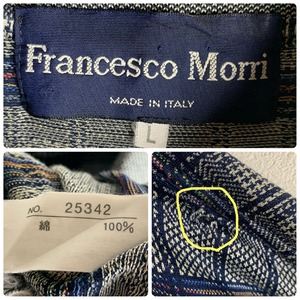 Francesco Morri
MADE IN ITALY
L
NO. 25342
綿 100%